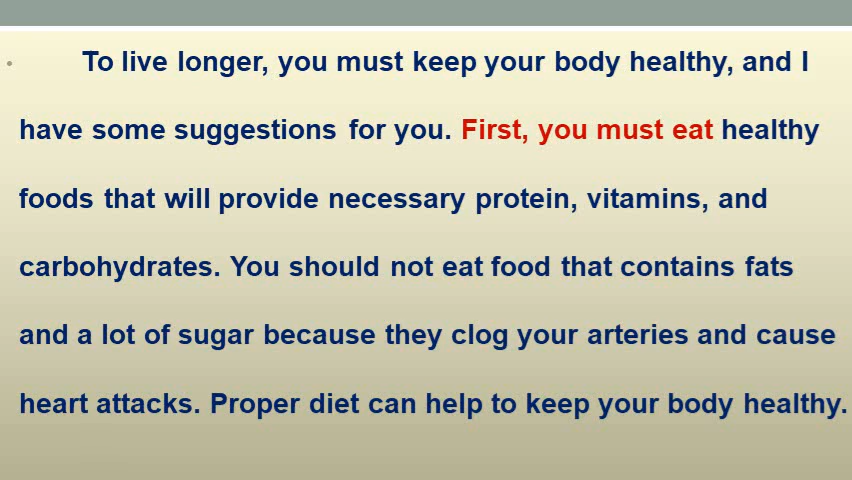 • To live longer, you must keep your body healthy, and I
have some suggestions for you. First, you must eat healthy
foods that will provide necessary protein, vitamins, and
carbohydrates. You should not eat food that contains fats
and a lot of sugar because they clog your arteries and cause
heart attacks. Proper diet can help to keep your body healthy.